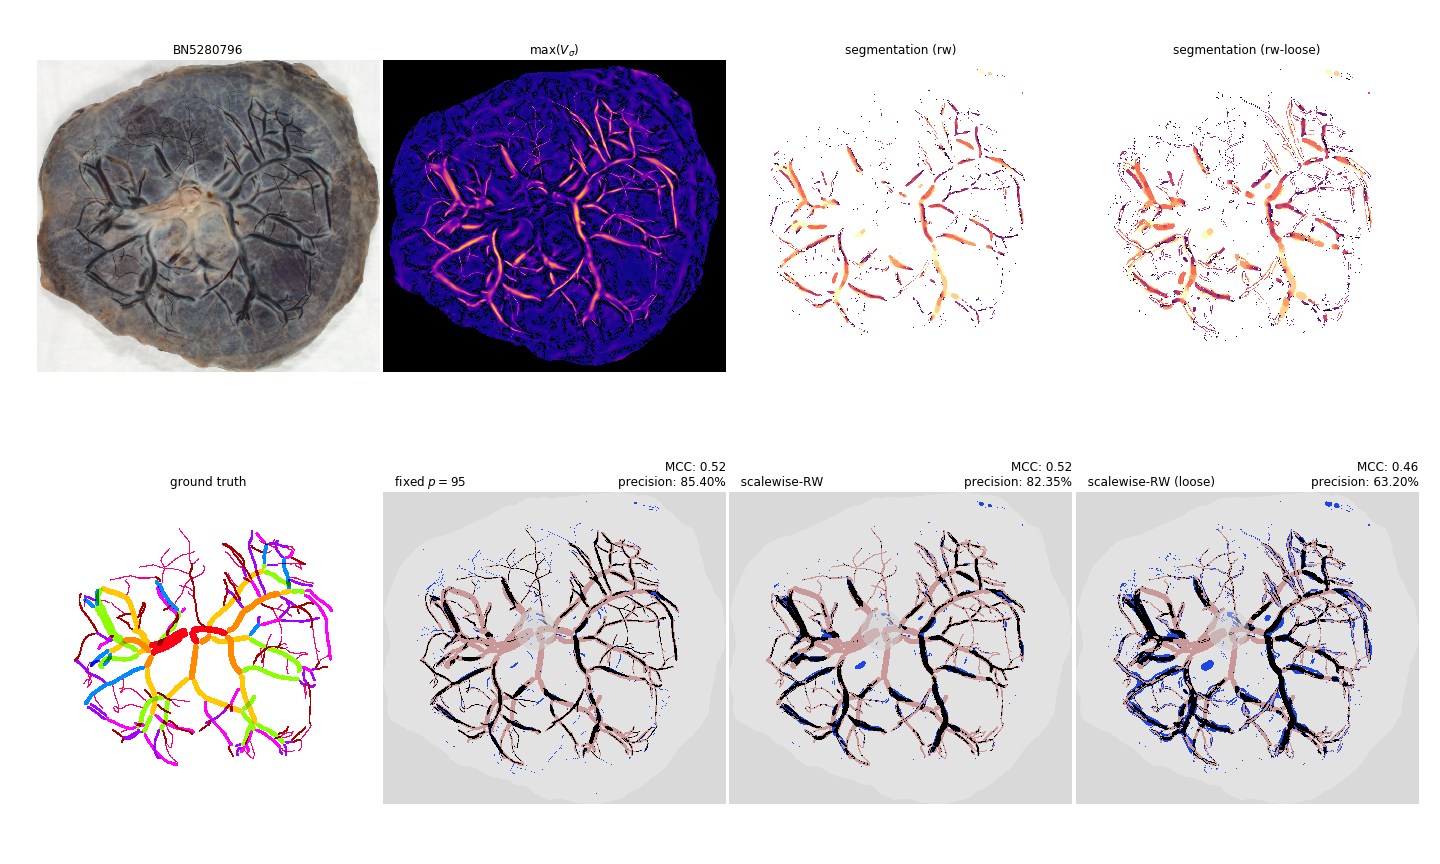 BN5280796
max(Vσ)
segmentation (rw)
segmentation (rw-loose)
ground truth
fixed p = 95
MCC: 0.52
precision: 85.40%
scalewise-RW
MCC: 0.52
precision: 82.35%
scalewise-RW (loose)
MCC: 0.46
precision: 63.20%